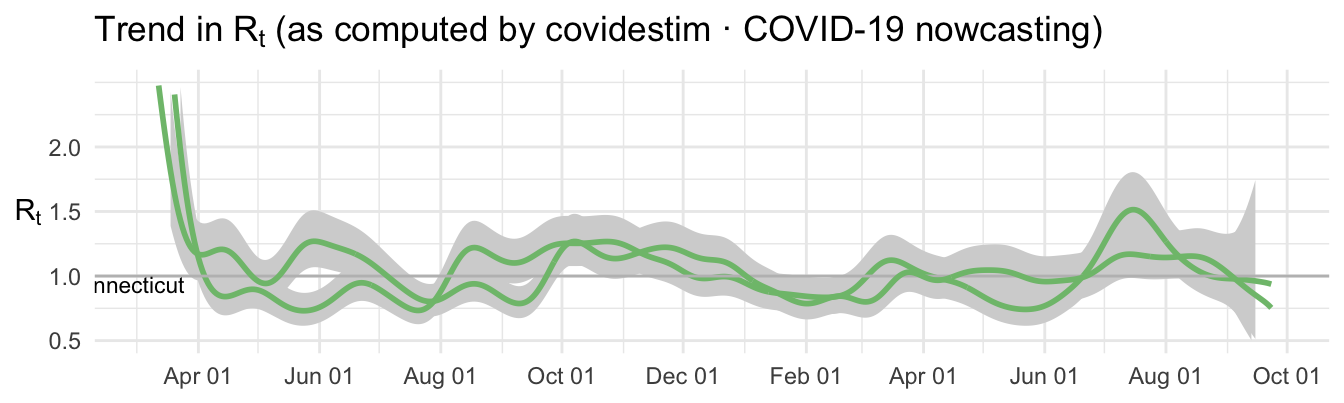 Trend in Rt (as computed by covidestim · COVID-19 nowcasting)
2.0
Rt
1.5
1.0
nnecticut
0.5
Apr 01 Jun 01 Aug 01 Oct 01 Dec 01 Feb 01 Apr 01 Jun 01 Aug 01 Oct 01